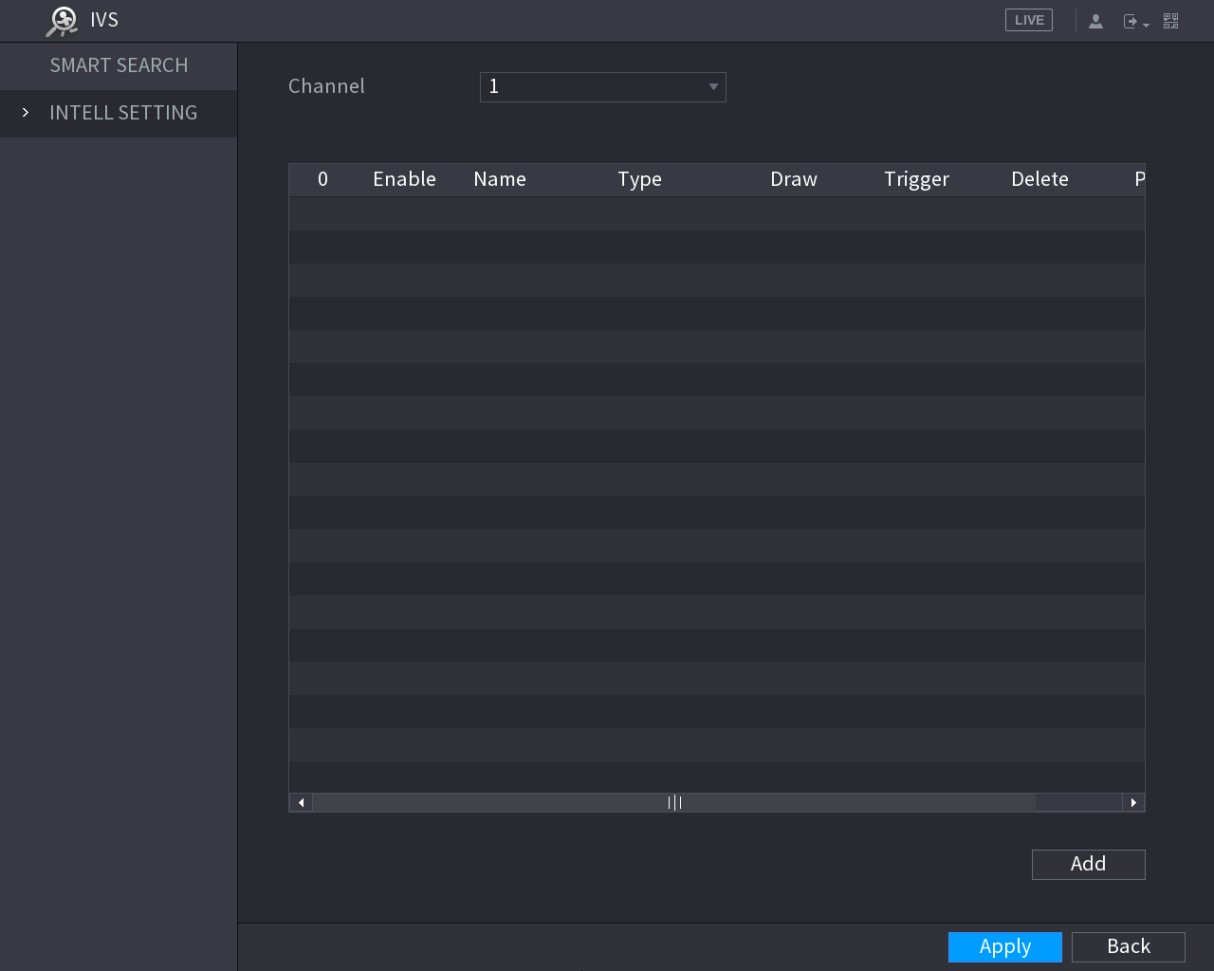 IVS
LIVE
SMART SEARCH
INTELL SETTING
Channel 1
0 Enable Name Type Draw Trigger Delete P
Add
Apply Back